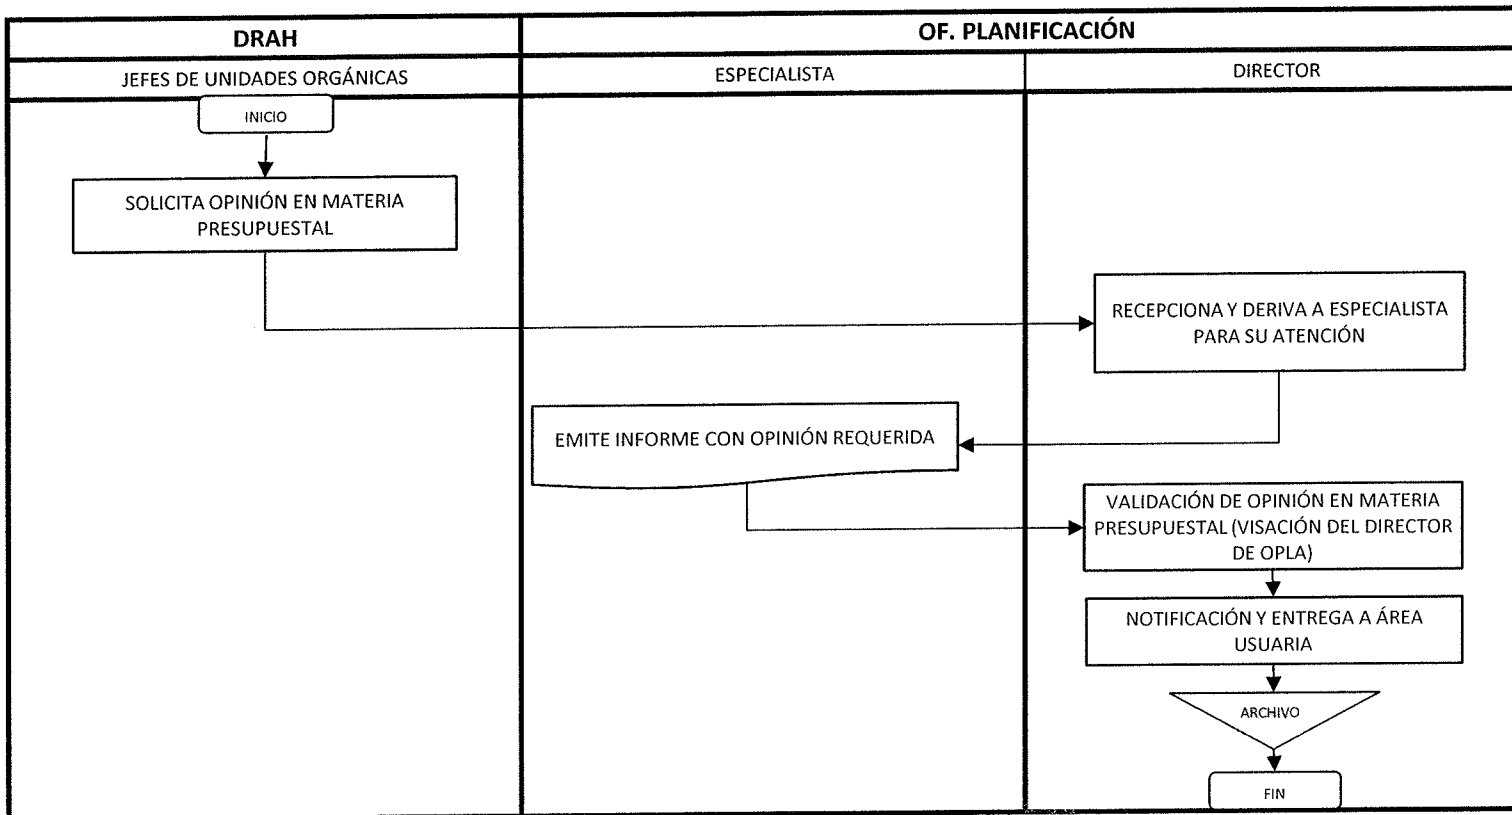 DRAH
OF. PLANIFICACIÓN
JEFES DE UNIDADES ORGÁNICAS
ESPECIALISTA
DIRECTOR
INICIO
SOLICITA OPINIÓN EN MATERIA
PRESUPUESTAL
RECEPCIONA Y DERIVA A ESPECIALISTA
PARA SU ATENCIÓN
EMITE INFORME CON OPINIÓN REQUERIDA
VALIDACIÓN DE OPINIÓN EN MATERIA
PRESUPUESTAL (VISACIÓN DEL DIRECTOR
DE OPLA)
NOTIFICACIÓN Y ENTREGA A ÁREA
USUARIA
ARCHIVO
FIN